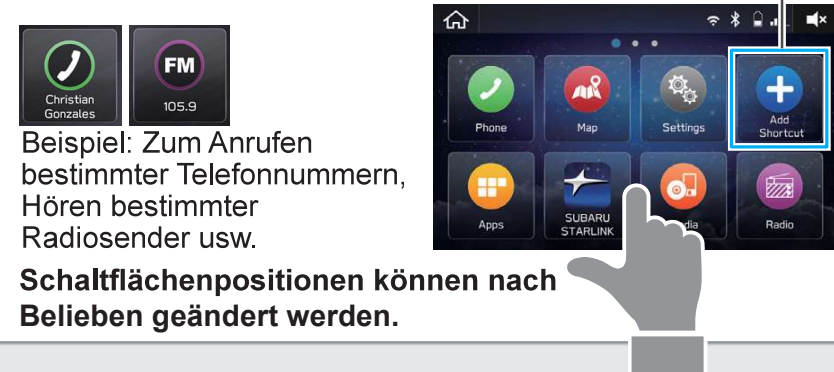 Christian
Gonzales
FM
105.9
Beispiel: Zum Anrufen
bestimmter Telefonnummern,
Hören bestimmter
Radiosender usw.
Schaltflächenpositionen können nach
Belieben geändert werden.
Phone
Map
Settings
Add
Shortcut
Apps
SUBARU
STARLINK
Radio